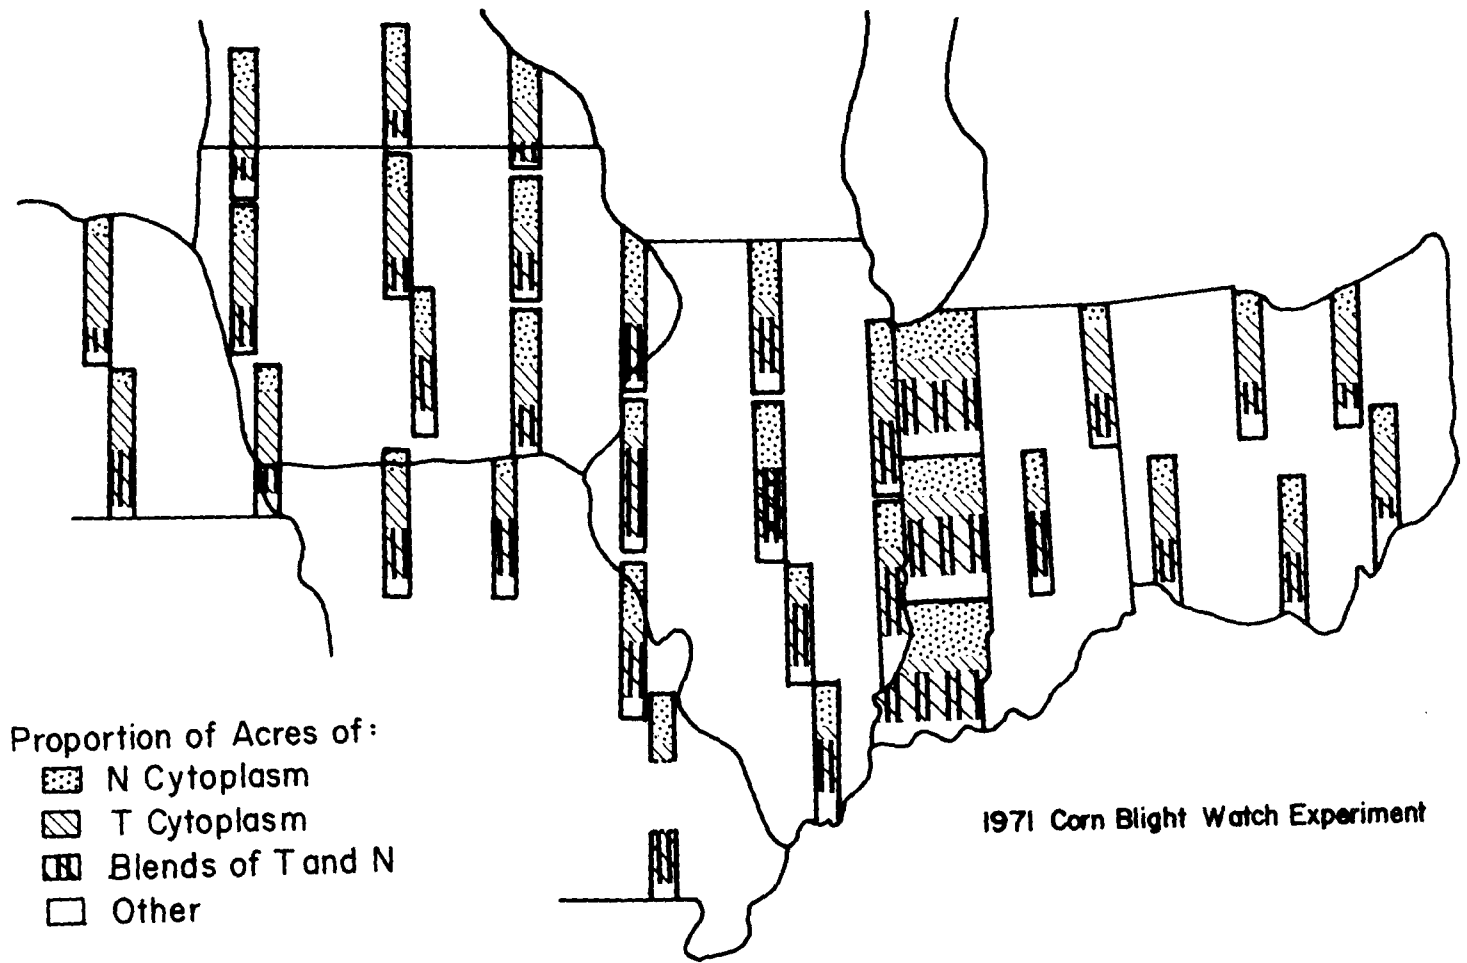 Proportion of Acres of:
N Cytoplasm
T Cytoplasm
Blends of T and N
Other
1971 Corn Blight Watch Experiment